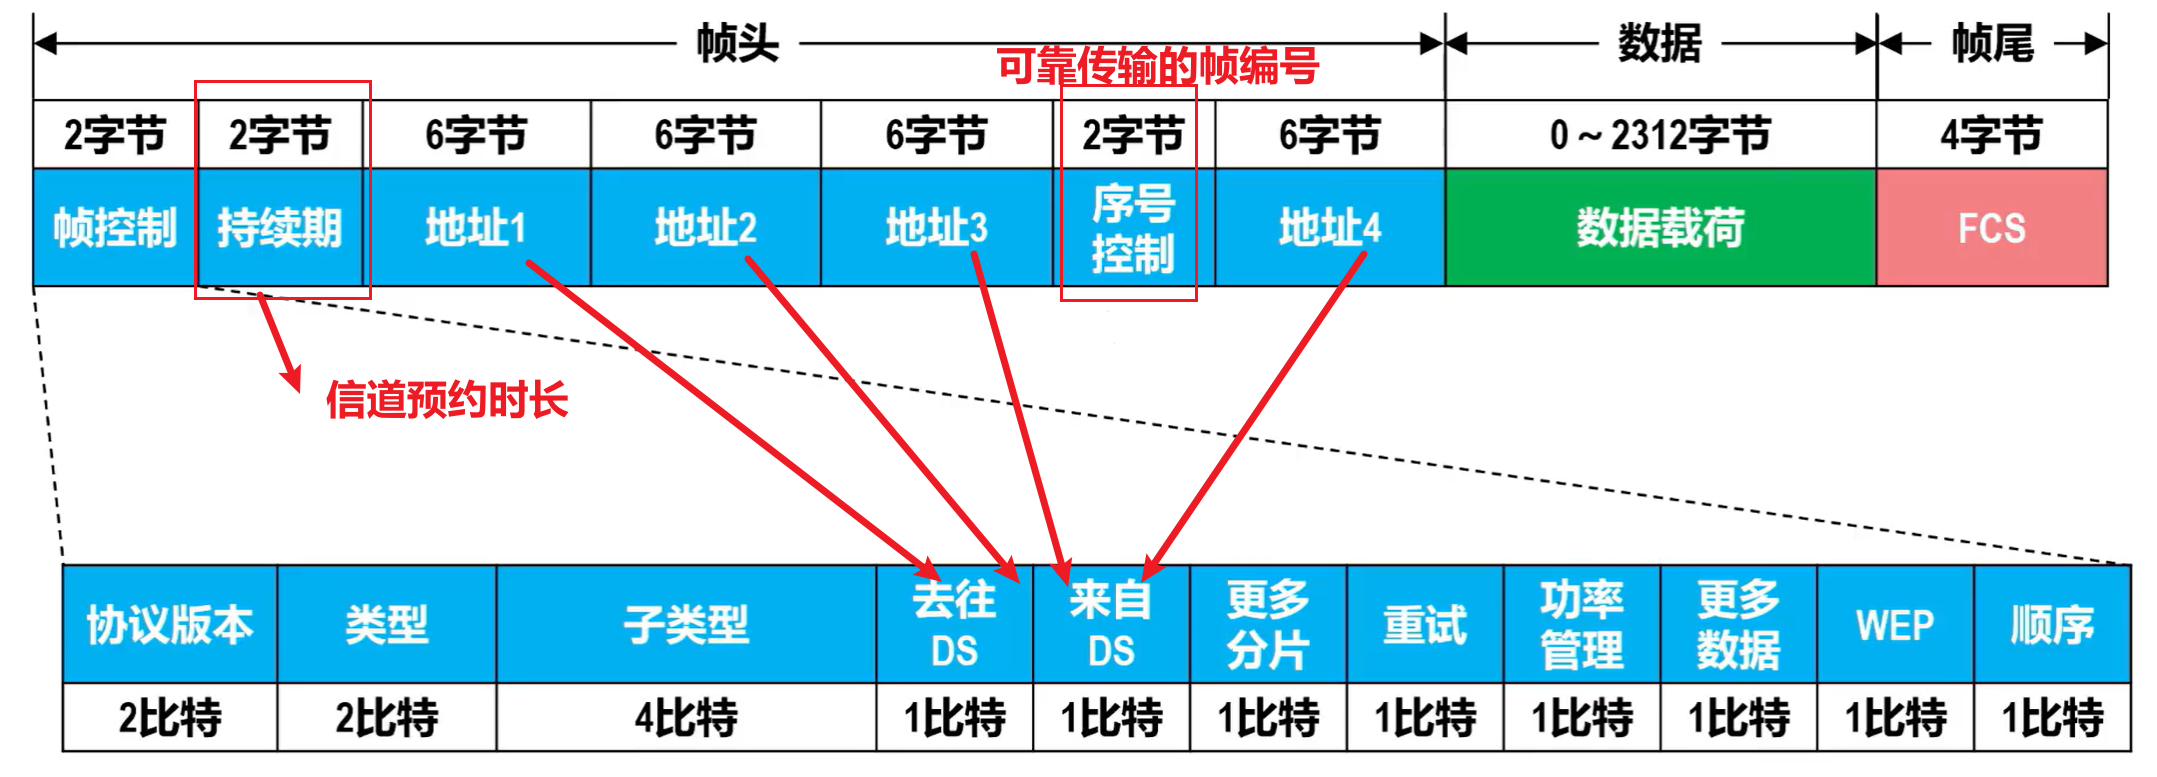 帧头
数据
帧尾
可靠传输的帧编号
2字节
2字节
6字节
6字节
6字节
2字节
6字节
0～2312字节
4字节
帧控制
持续期
地址1
地址2
地址3
序号
控制
地址4
数据载荷
FCS
信道预约时长
协议版本
类型
子类型
去往
DS
来自
DS
更多
分片
重试
功率
管理
更多
数据
WEP
顺序
2比特
2比特
4比特
1比特
1比特
1比特
1比特
1比特
1比特
1比特
1比特